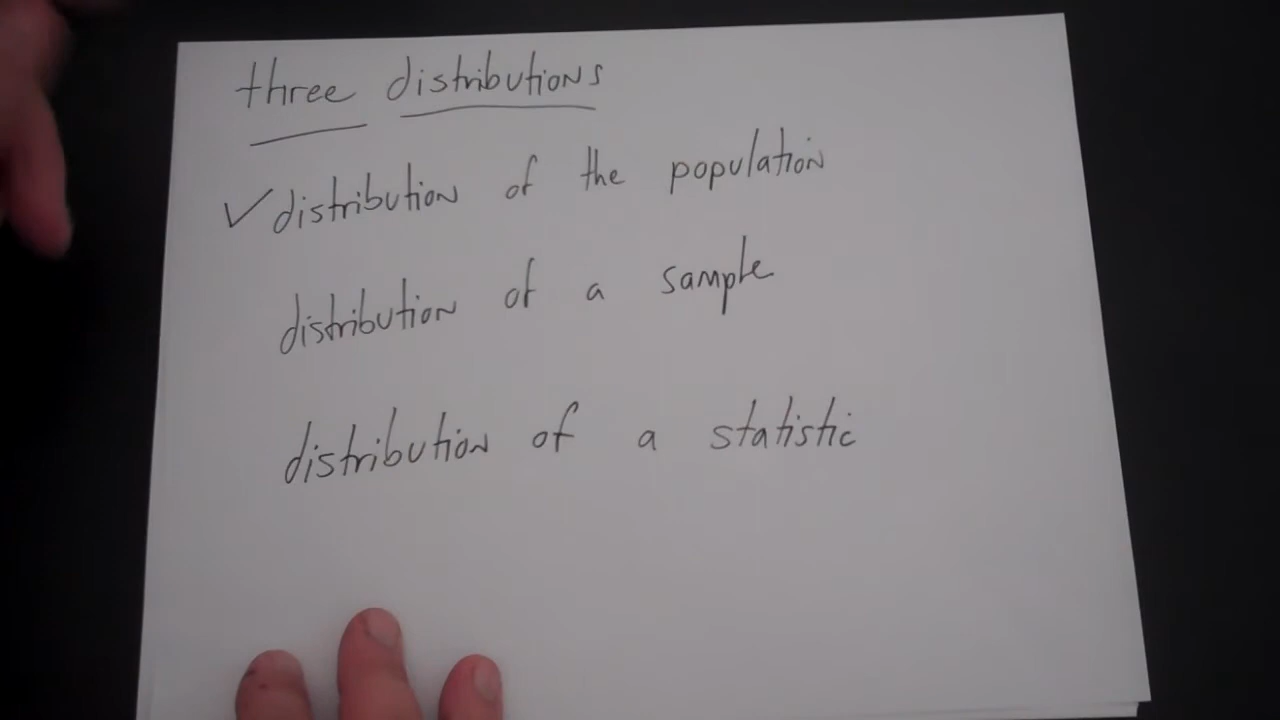 three distributions
✓distribution of the population
distribution of a sample
distribution of a statistic